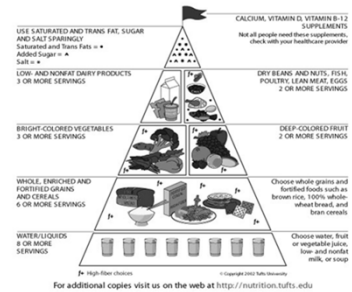 CALCIUM, VITAMIN D, VITAMIN B-12
SUPPLEMENTS
Not all people need these supplements,
check with your healthcare provider
USE SATURATED AND TRANS FAT, SUGAR
AND SALT SPARINGLY
Saturated and Trans Fats = ●
Added Sugar = ▲
Salt = ♦
LOW- AND NONFAT DAIRY PRODUCTS
3 OR MORE SERVINGS
DRY BEANS AND NUTS, FISH,
POULTRY, LEAN MEAT, EGGS
2 OR MORE SERVINGS
f+
BRIGHT-COLORED VEGETABLES
3 OR MORE SERVINGS
f+
f+
DEEP-COLORED FRUIT
2 OR MORE SERVINGS
WHOLE, ENRICHED AND
FORTIFIED GRAINS
AND CEREALS
6 OR MORE SERVINGS
f+
f+
f+
Choose whole grains and
fortified foods such as
brown rice, 100% whole-
wheat bread, and
bran cereals
WATER/LIQUIDS
8 OR MORE
SERVINGS
Choose water, fruit
or vegetable juice,
low- and nonfat
milk, or soup
f+ High-fiber choices
© Copyright 2002 Tufts University
For additional copies visit us on the web at http://nutrition.tufts.edu